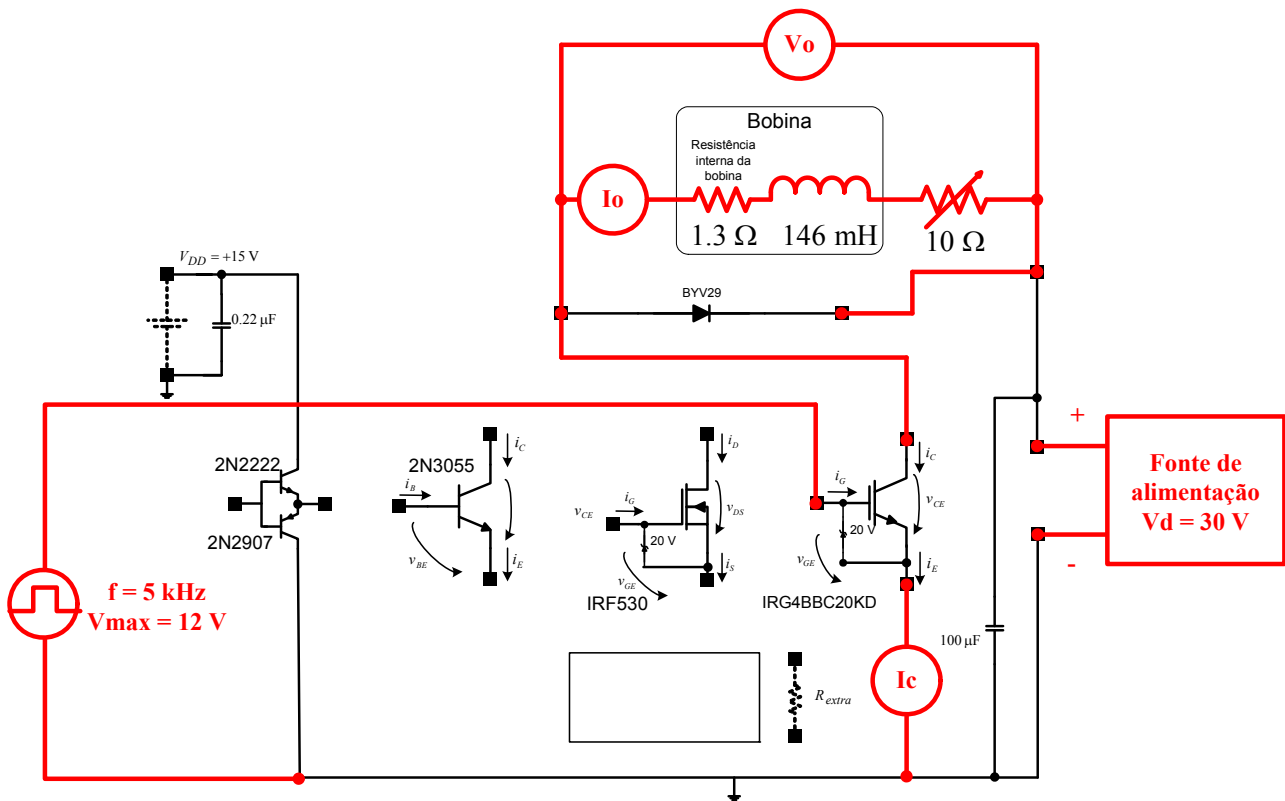 Vo
Bobina
Resistência
interna da
bobina
Io
1.3 Ω
146 mH
10 Ω
V_DD = +15 V
0.22 µF
BYV29
2N2222
2N2907
2N3055
i_C
i_B
v_BE
i_E
i_D
i_G
v_CE
v_DS
20 V
v_GE
i_S
IRF530
i_C
i_G
v_CE
20 V
v_GE
i_E
IRG4BBC20KD
+
-
Fonte de
alimentação
Vd = 30 V
f = 5 kHz
Vmax = 12 V
100 µF
Ic
R_extra